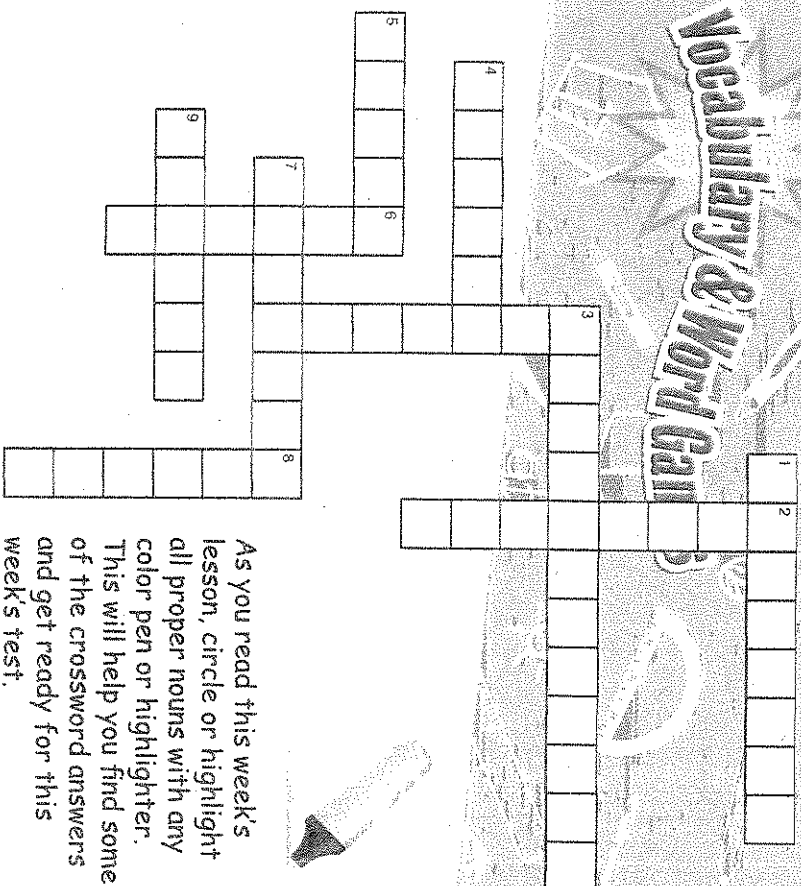 Vocabulary & Word Games
1 2
3
4
5 6
7 8
9
As you read this week's
lesson, circle or highlight
all proper nouns with any
color pen or highlighter.
This will help you find some
of the crossword answers
and get ready for this
week's test.